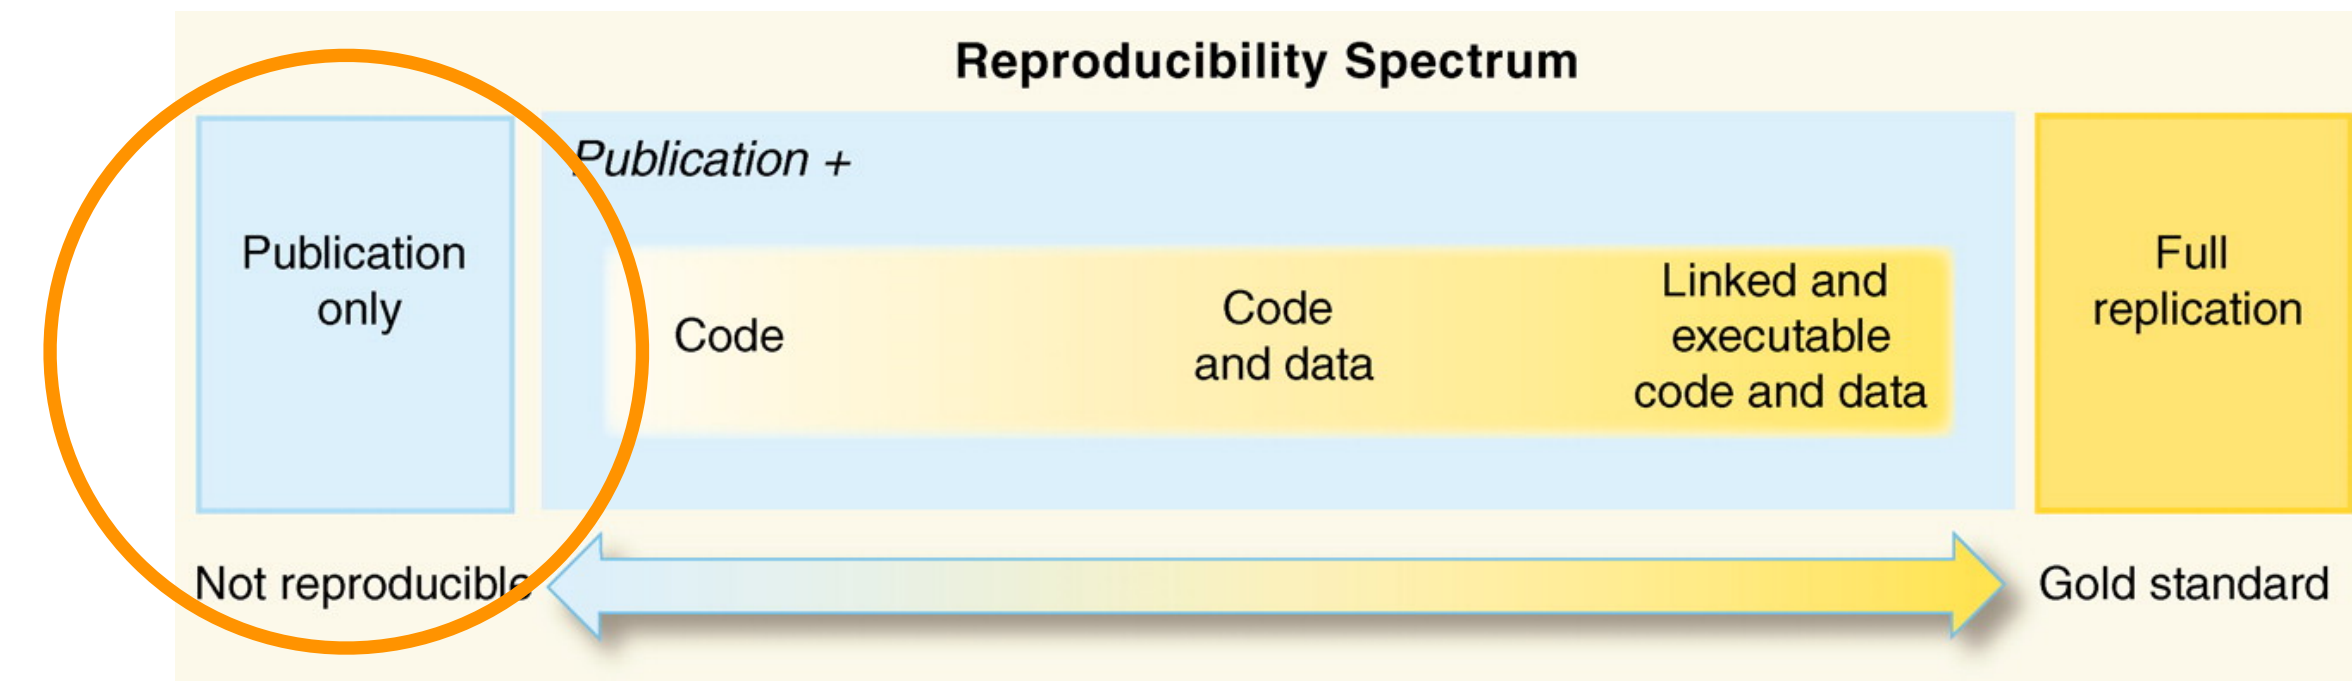 Reproducibility Spectrum
Publication
only
Publication +
Code
Code
and data
Linked and
executable
code and data
Full
replication
Not reproducible
Gold standard